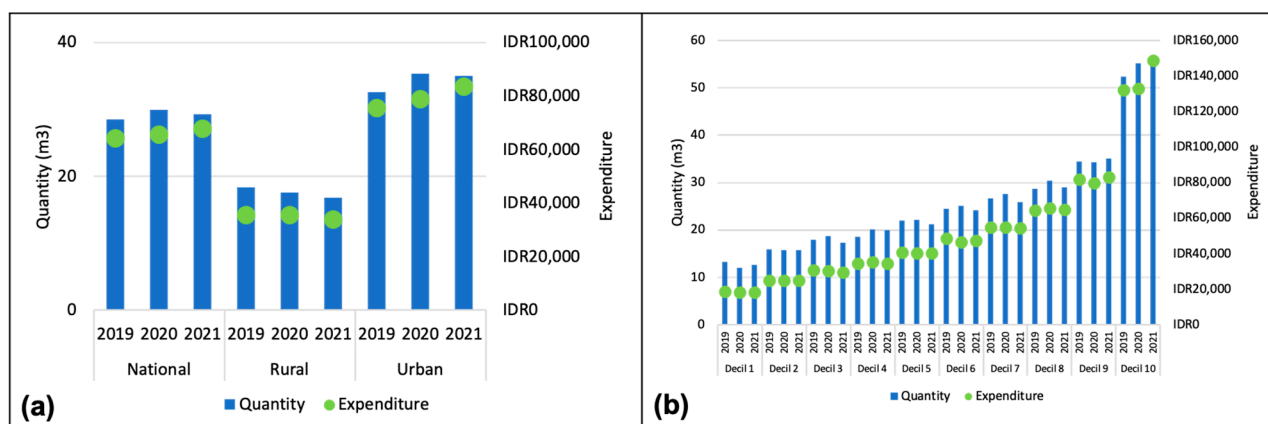 40
20
0
Quantity (m3)
IDR100,000
IDR80,000
IDR60,000
IDR40,000
IDR20,000
IDR0
Expenditure
2019 2020 2021 2019 2020 2021 2019 2020 2021
National Rural Urban
Quantity Expenditure
(a)
60
50
40
30
20
10
0
Quantity (m3)
IDR160,000
IDR140,000
IDR120,000
IDR100,000
IDR80,000
IDR60,000
IDR40,000
IDR20,000
IDR0
Expenditure
2019 2020 2021 2019 2020 2021 2019 2020 2021 2019 2020 2021 2019 2020 2021 2019 2020 2021 2019 2020 2021 2019 2020 2021 2019 2020 2021 2019 2020 2021
Decil 1 Decil 2 Decil 3 Decil 4 Decil 5 Decil 6 Decil 7 Decil 8 Decil 9 Decil 10
Quantity Expenditure
(b)